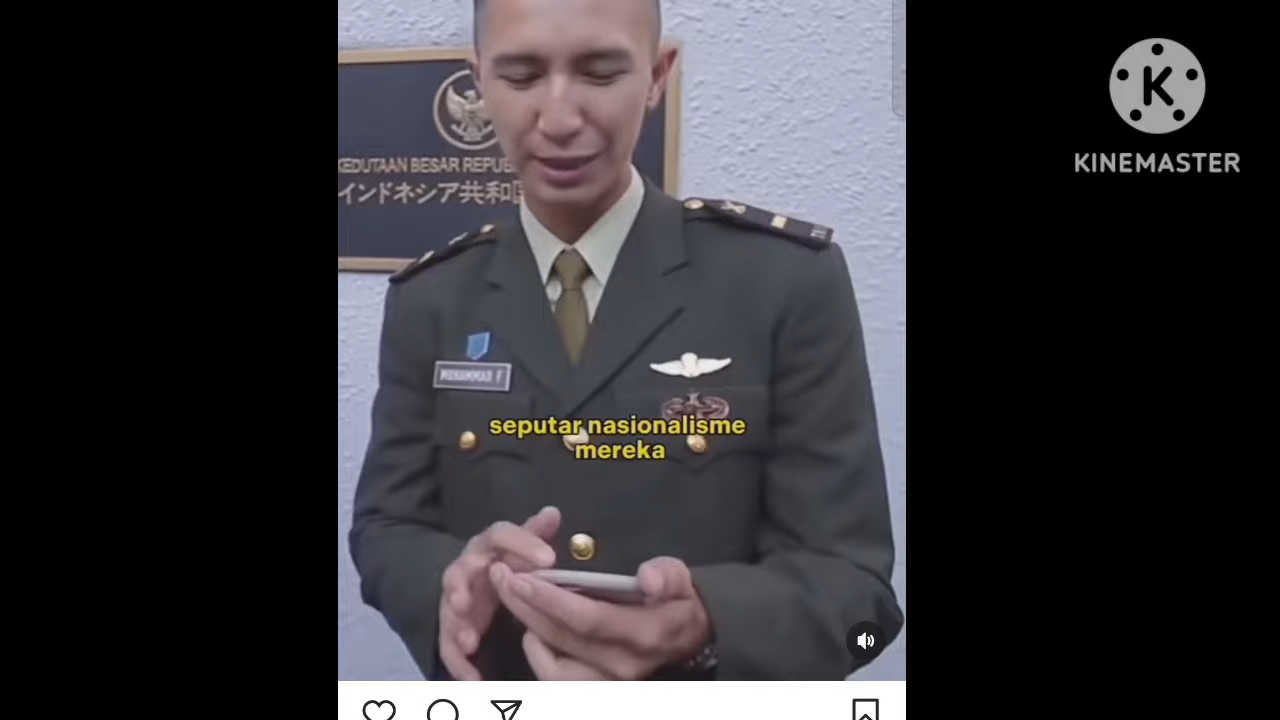 KEDUTAAN BESAR REPUB
インドネシア共和国
KINEMASTER
MUHAMMAD F
seputar nasionalisme
mereka